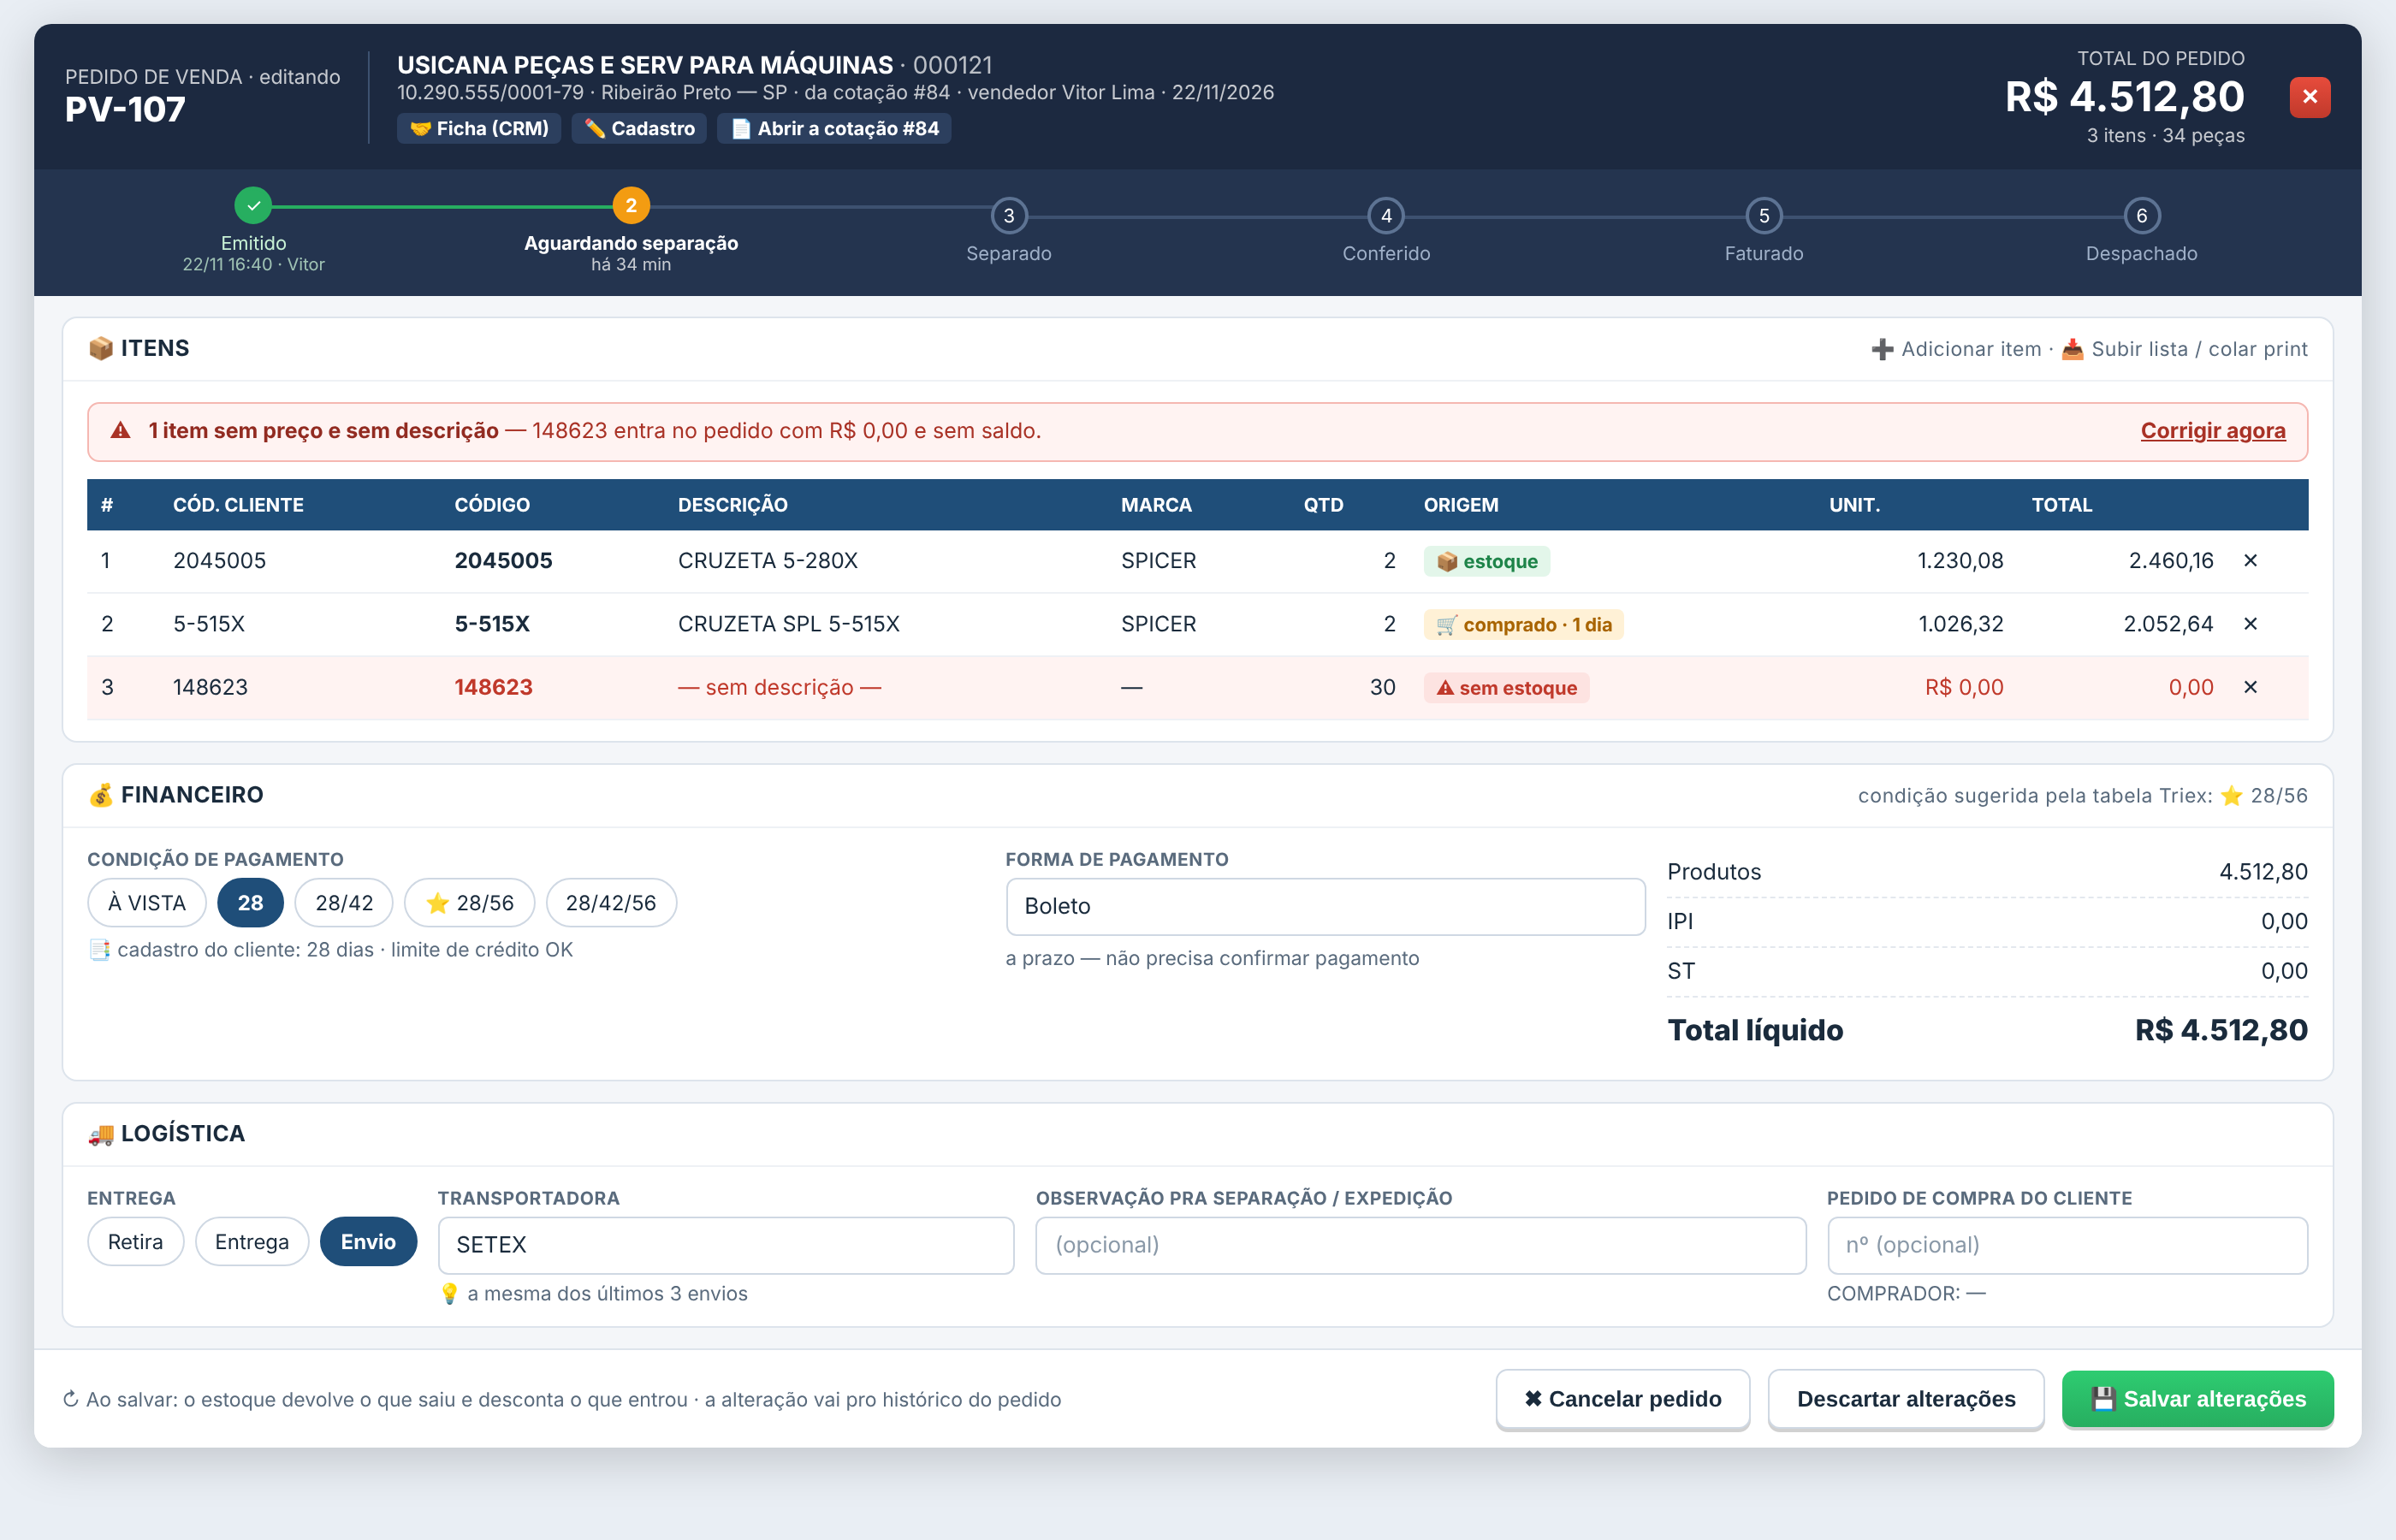 PEDIDO DE VENDA · editando
PV-107
USICANA PEÇAS E SERV PARA MÁQUINAS · 000121
10.290.555/0001-79 · Ribeirão Preto — SP · da cotação #84 · vendedor Vitor Lima · 22/11/2026
🤝 Ficha (CRM) ✏️ Cadastro 📄 Abrir a cotação #84
TOTAL DO PEDIDO
R$ 4.512,80
3 itens · 34 peças
✕
✓ 2 3 4 5 6
Emitido Aguardando separação Separado Conferido Faturado Despachado
22/11 16:40 · Vitor há 34 min
📦 ITENS ➕ Adicionar item · 📥 Subir lista / colar print
⚠ 1 item sem preço e sem descrição — 148623 entra no pedido com R$ 0,00 e sem saldo. Corrigir agora
# CÓD. CLIENTE CÓDIGO DESCRIÇÃO MARCA QTD ORIGEM UNIT. TOTAL
1 2045005 2045005 CRUZETA 5-280X SPICER 2 📦 estoque 1.230,08 2.460,16 ✕
2 5-515X 5-515X CRUZETA SPL 5-515X SPICER 2 🛒 comprado · 1 dia 1.026,32 2.052,64 ✕
3 148623 148623 — sem descrição — — 30 ⚠ sem estoque R$ 0,00 0,00 ✕
💰 FINANCEIRO condição sugerida pela tabela Triex: ⭐ 28/56
CONDIÇÃO DE PAGAMENTO
À VISTA 28 28/42 ⭐ 28/56 28/42/56
📑 cadastro do cliente: 28 dias · limite de crédito OK
FORMA DE PAGAMENTO
Boleto
a prazo — não precisa confirmar pagamento
Produtos 4.512,80
IPI 0,00
ST 0,00
Total líquido R$ 4.512,80
🚚 LOGÍSTICA
ENTREGA
Retira Entrega Envio
TRANSPORTADORA
SETEX
💡 a mesma dos últimos 3 envios
OBSERVAÇÃO PRA SEPARAÇÃO / EXPEDIÇÃO
(opcional)
PEDIDO DE COMPRA DO CLIENTE
nº (opcional)
COMPRADOR: —
↻ Ao salvar: o estoque devolve o que saiu e desconta o que entrou · a alteração vai pro histórico do pedido
✖ Cancelar pedido Descartar alterações 💾 Salvar alterações